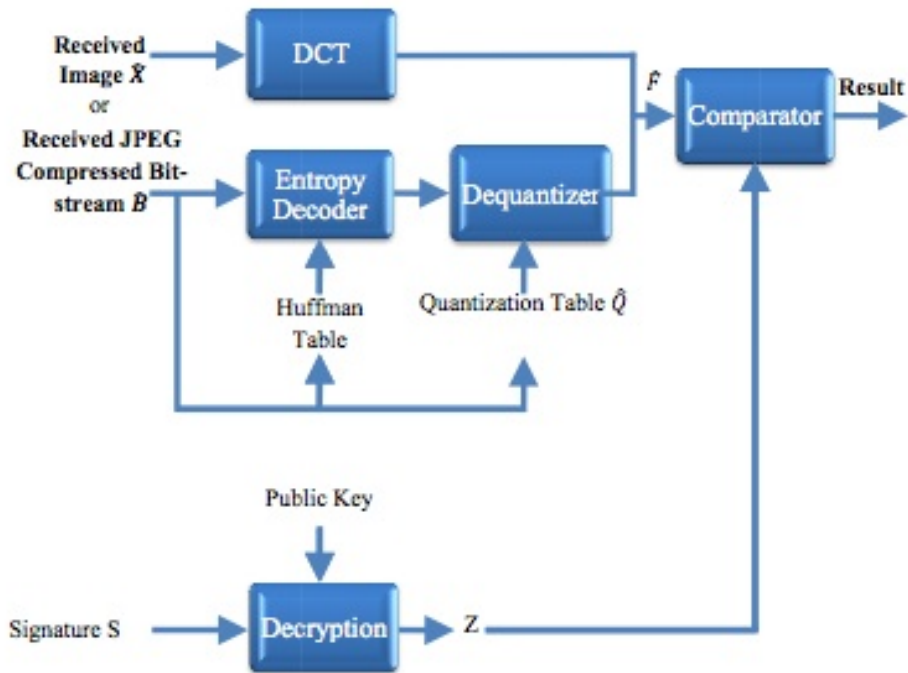 Received
Image X̂
or
Received JPEG
Compressed Bit-
stream B̂
DCT
F̂
Comparator
Result
Entropy
Decoder
Dequantizer
Huffman
Table
Quantization Table Q̂
Public Key
Signature S
Decryption
Z